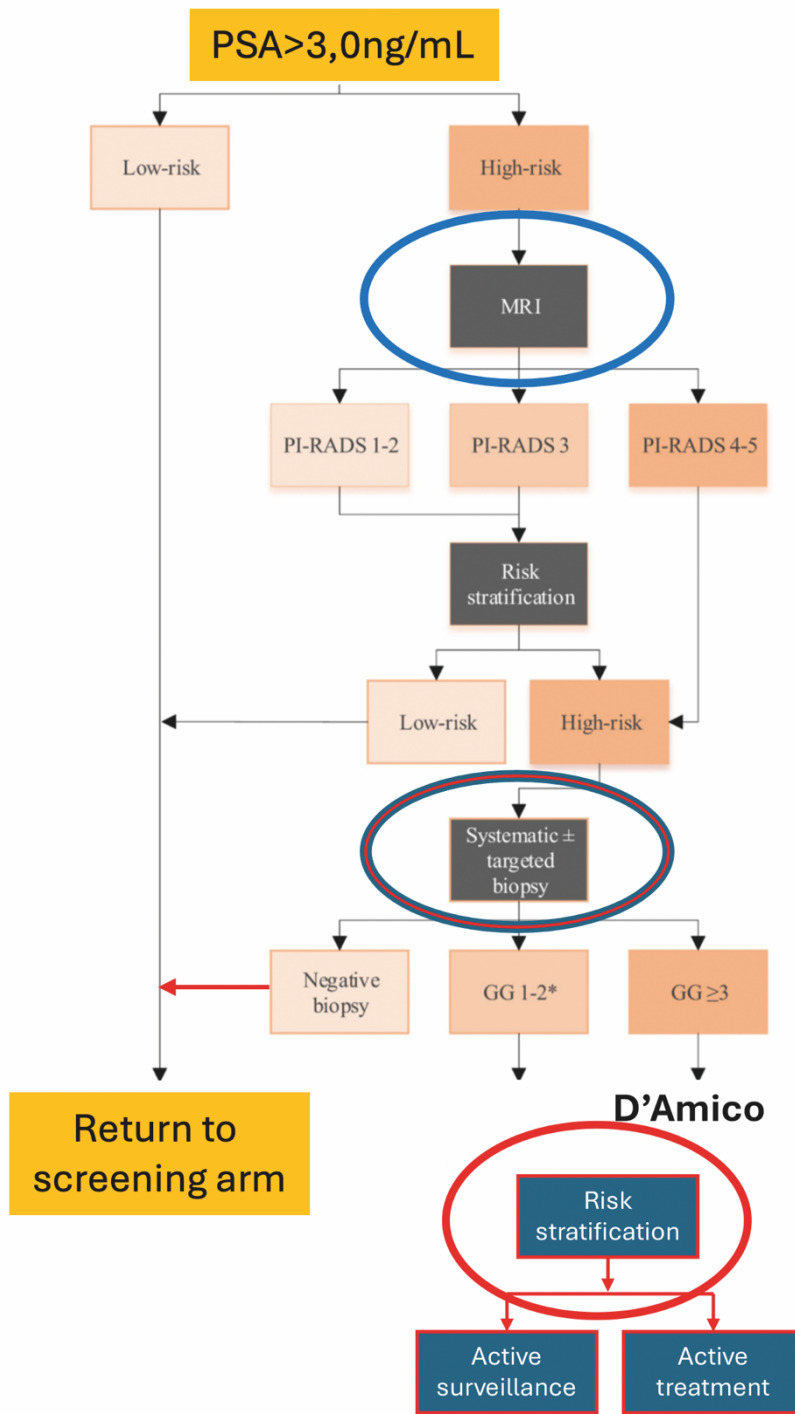 PSA>3,0ng/mL
Low-risk
High-risk
MRI
PI-RADS 1-2
PI-RADS 3
PI-RADS 4-5
Risk
stratification
Low-risk
High-risk
Systematic ±
targeted
biopsy
Negative
biopsy
GG 1-2*
GG ≥3
Return to
screening arm
D’Amico
Risk
stratification
Active
surveillance
Active
treatment